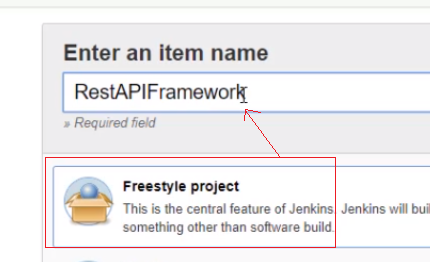 Enter an item name
RestAPIFramework
» Required field
Freestyle project
This is the central feature of Jenkins. Jenkins will
something other than software build.